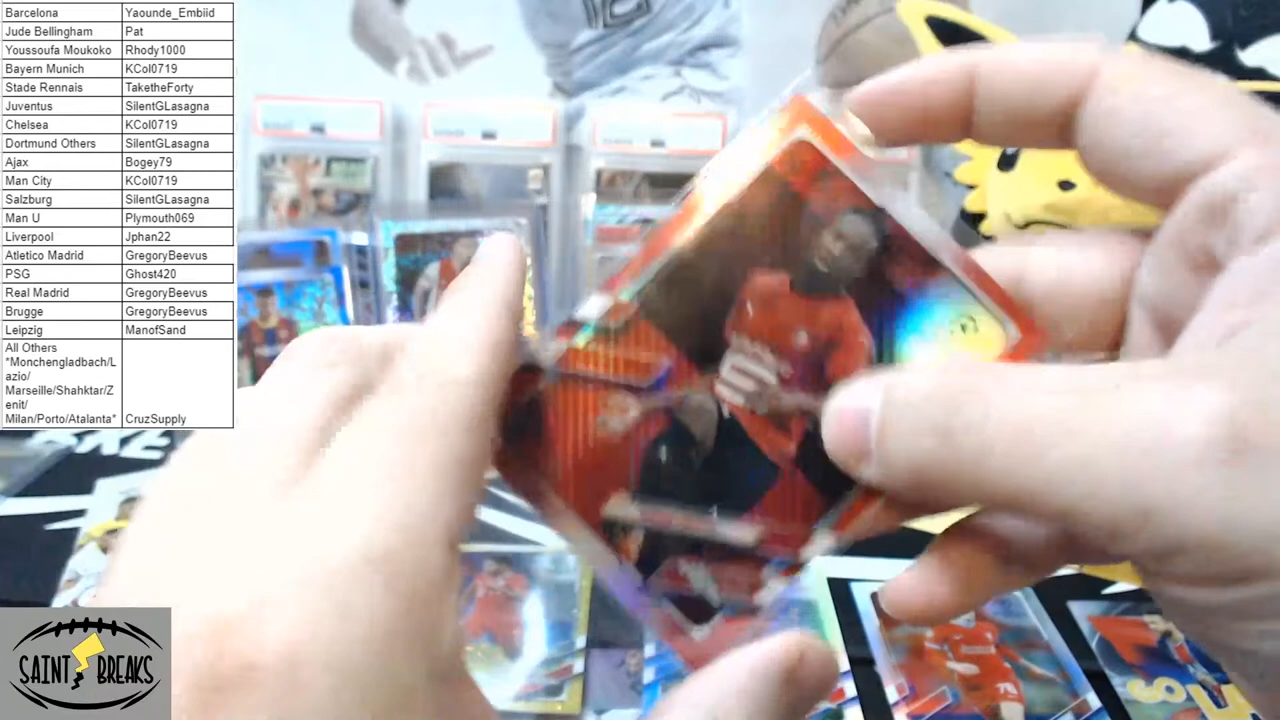 Barcelona Yaounde_Embiid
Jude Bellingham Pat
Youssoufa Moukoko Rhody1000
Bayern Munich KCol0719
Stade Rennais TaketheForty
Juventus SilentGLasagna
Chelsea KCol0719
Dortmund Others SilentGLasagna
Ajax Bogey79
Man City KCol0719
Salzburg SilentGLasagna
Man U Plymouth069
Liverpool Jphan22
Atletico Madrid GregoryBeevus
PSG Ghost420
Real Madrid GregoryBeevus
Brugge GregoryBeevus
Leipzig ManofSand
All Others
*Monchengladbach/L
azio/
Marseille/Shahktar/Z
enit/
Milan/Porto/Atalanta* CruzSupply
SAINT BREAKS